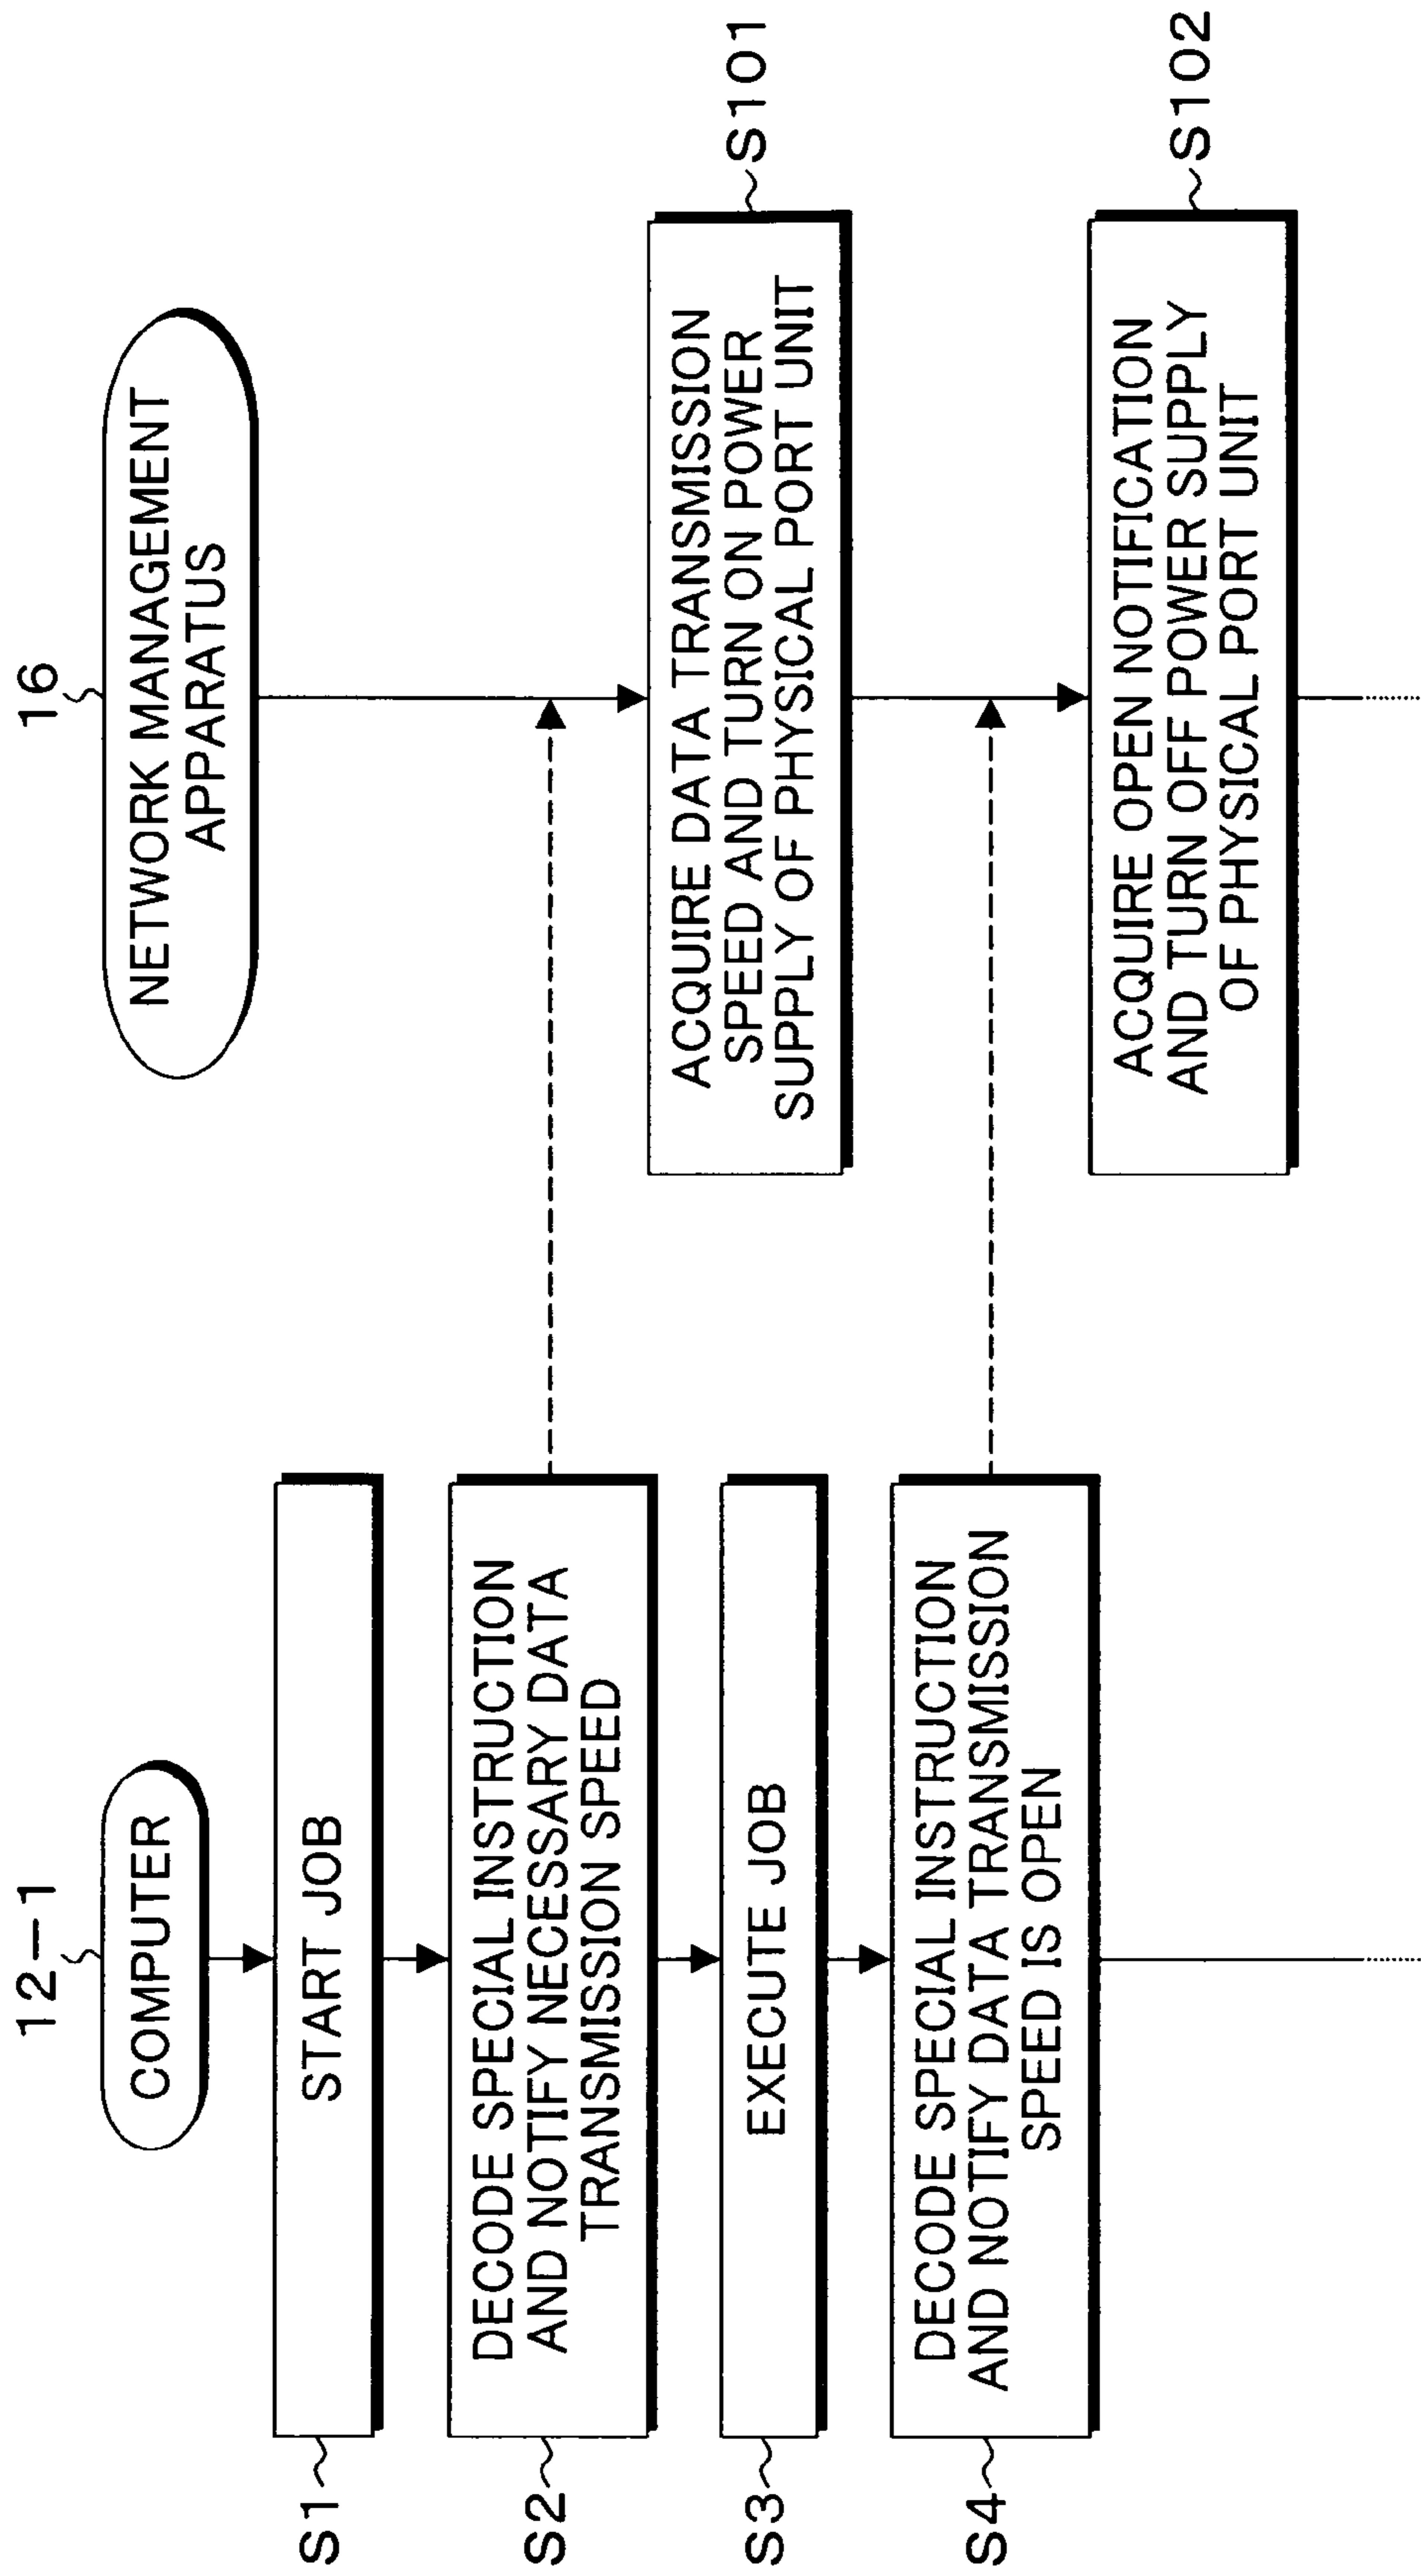 12-1
COMPUTER
S1
START JOB
S2
DECODE SPECIAL INSTRUCTION
AND NOTIFY NECESSARY DATA
TRANSMISSION SPEED
S3
EXECUTE JOB
S4
DECODE SPECIAL INSTRUCTION
AND NOTIFY DATA TRANSMISSION
SPEED IS OPEN
16
NETWORK MANAGEMENT
APPARATUS
ACQUIRE DATA TRANSMISSION
SPEED AND TURN ON POWER
SUPPLY OF PHYSICAL PORT UNIT
S101
ACQUIRE OPEN NOTIFICATION
AND TURN OFF POWER SUPPLY
OF PHYSICAL PORT UNIT
S102